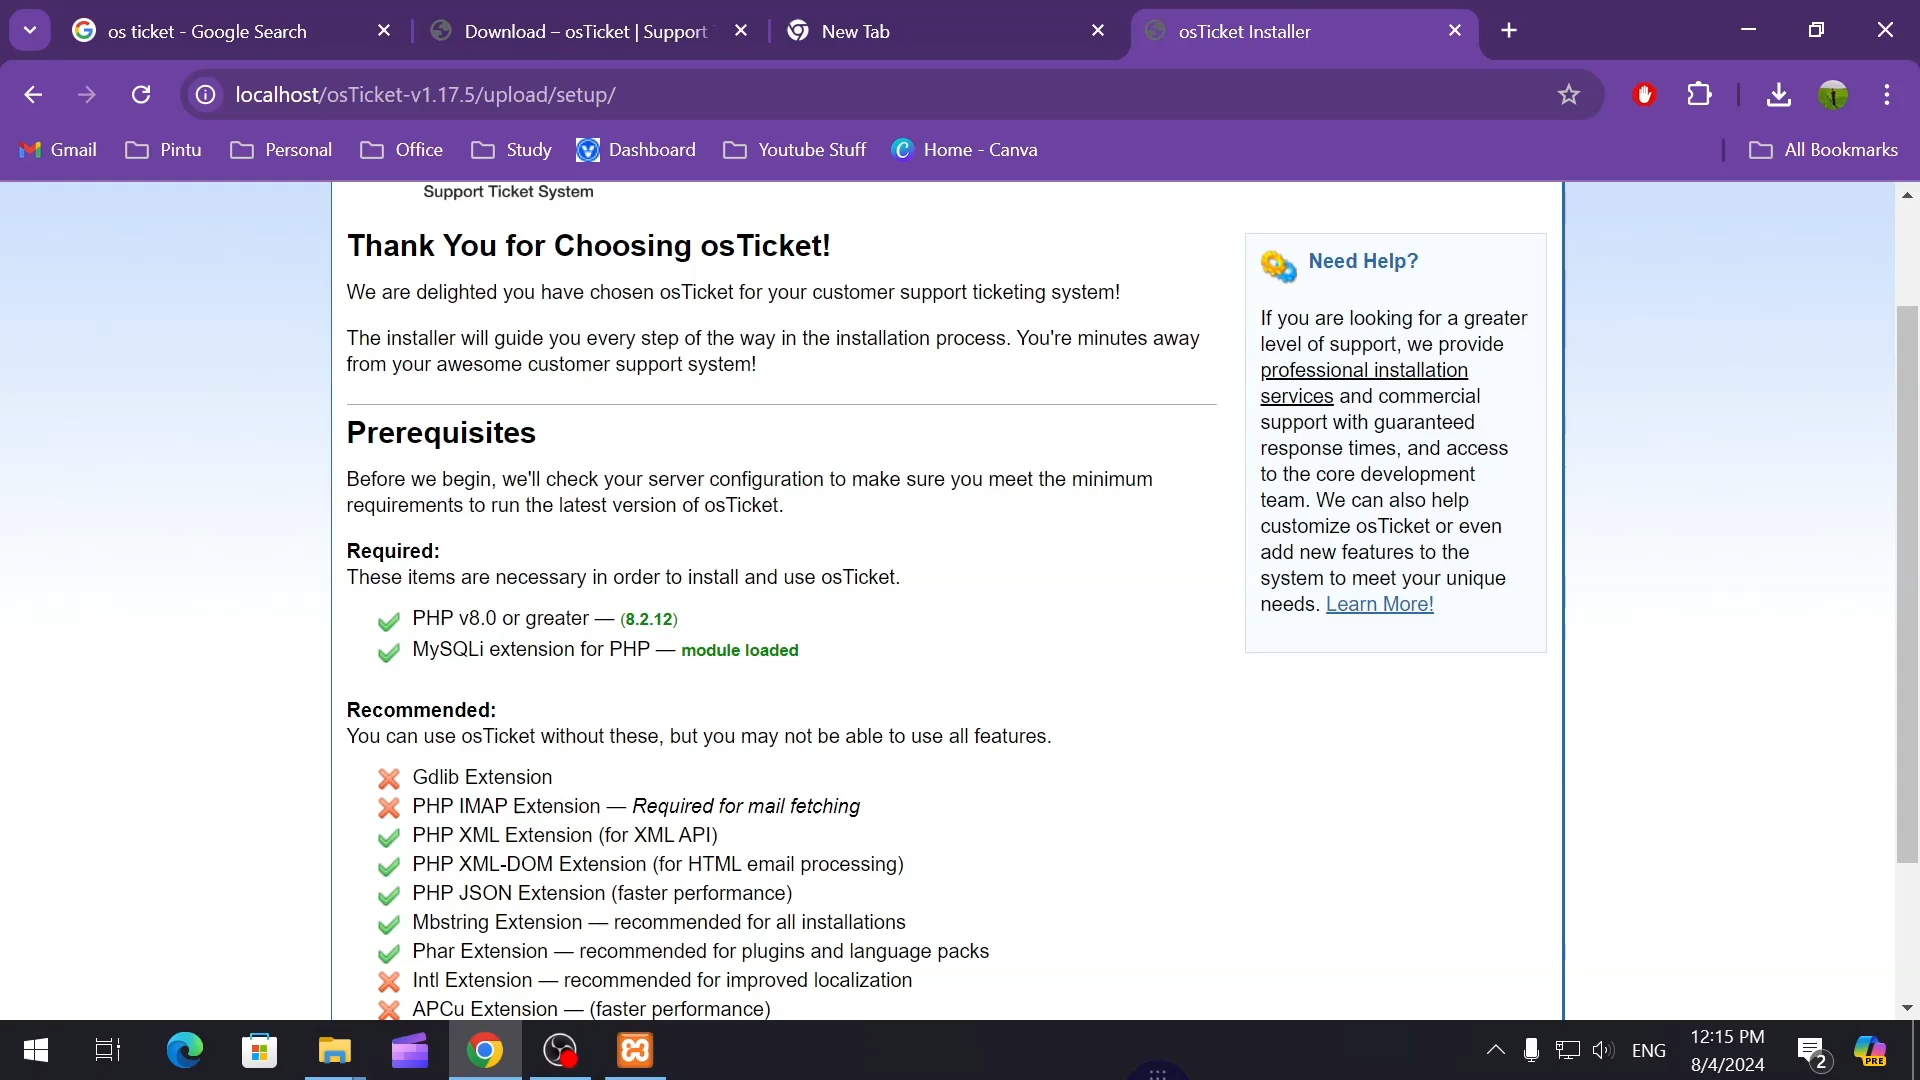 os ticket - Google Search
Download – osTicket | Support
New Tab
osTicket Installer
localhost/osTicket-v1.17.5/upload/setup/
Gmail
Pintu
Personal
Office
Study
Dashboard
Youtube Stuff
Home - Canva
All Bookmarks
Support Ticket System
Thank You for Choosing osTicket!
We are delighted you have chosen osTicket for your customer support ticketing system!
The installer will guide you every step of the way in the installation process. You're minutes away
from your awesome customer support system!
Prerequisites
Before we begin, we'll check your server configuration to make sure you meet the minimum
requirements to run the latest version of osTicket.
Required:
These items are necessary in order to install and use osTicket.
PHP v8.0 or greater — (8.2.12)
MySQLi extension for PHP — module loaded
Recommended:
You can use osTicket without these, but you may not be able to use all features.
Gdlib Extension
PHP IMAP Extension — Required for mail fetching
PHP XML Extension (for XML API)
PHP XML-DOM Extension (for HTML email processing)
PHP JSON Extension (faster performance)
Mbstring Extension — recommended for all installations
Phar Extension — recommended for plugins and language packs
Intl Extension — recommended for improved localization
APCu Extension — (faster performance)
Need Help?
If you are looking for a greater
level of support, we provide
professional installation
services and commercial
support with guaranteed
response times, and access
to the core development
team. We can also help
customize osTicket or even
add new features to the
system to meet your unique
needs. Learn More!
ENG
12:15 PM
8/4/2024
2
PRE